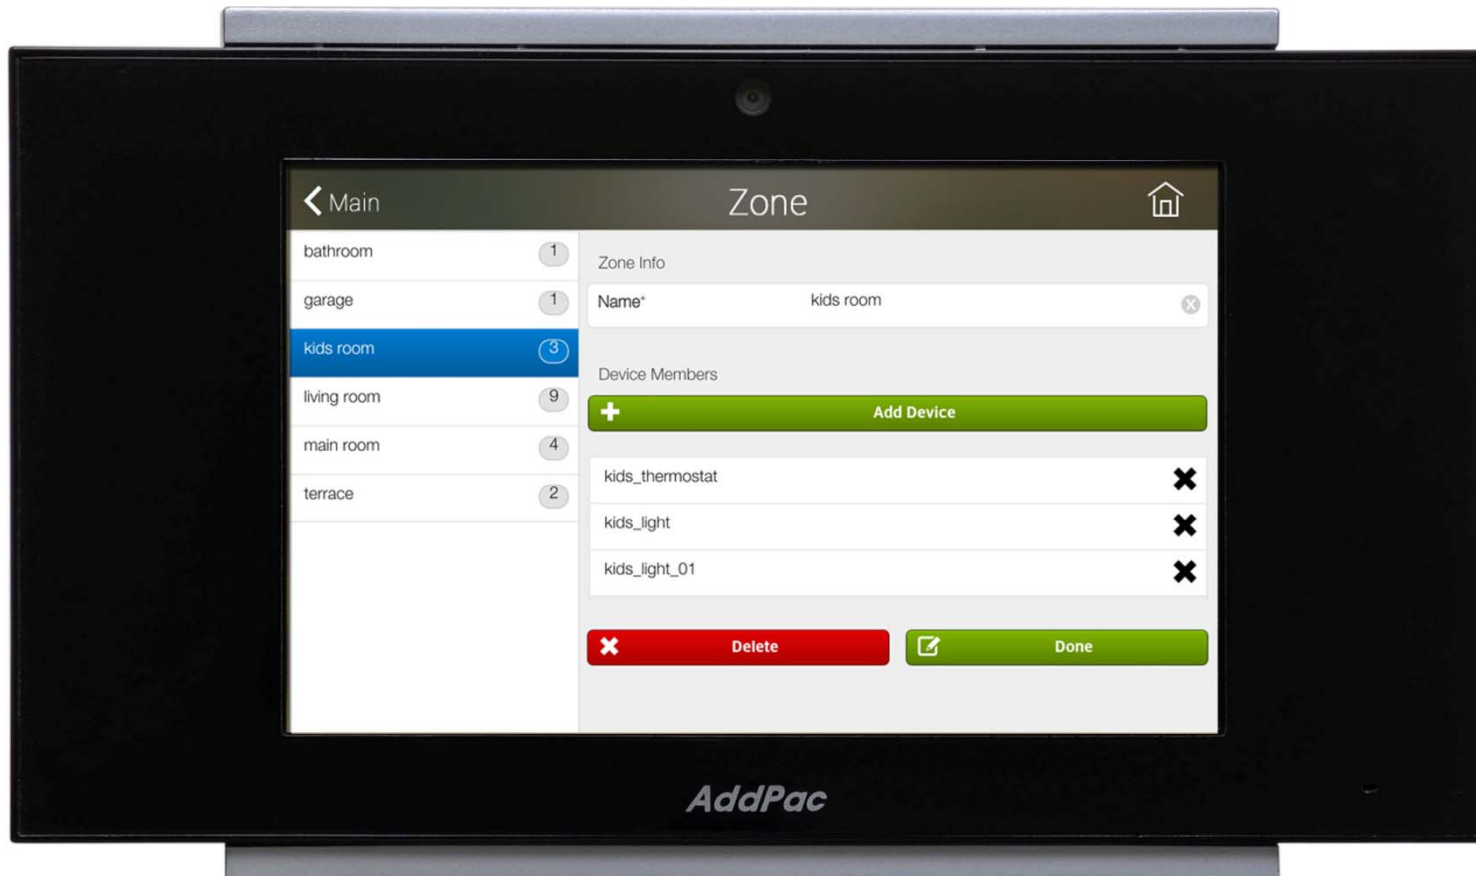 Main
Zone
bathroom 1
garage 1
kids room 3
living room 9
main room 4
terrace 2
Zone Info
Name* kids room
Device Members
Add Device
kids_thermostat
kids_light
kids_light_01
Delete
Done
AddPac